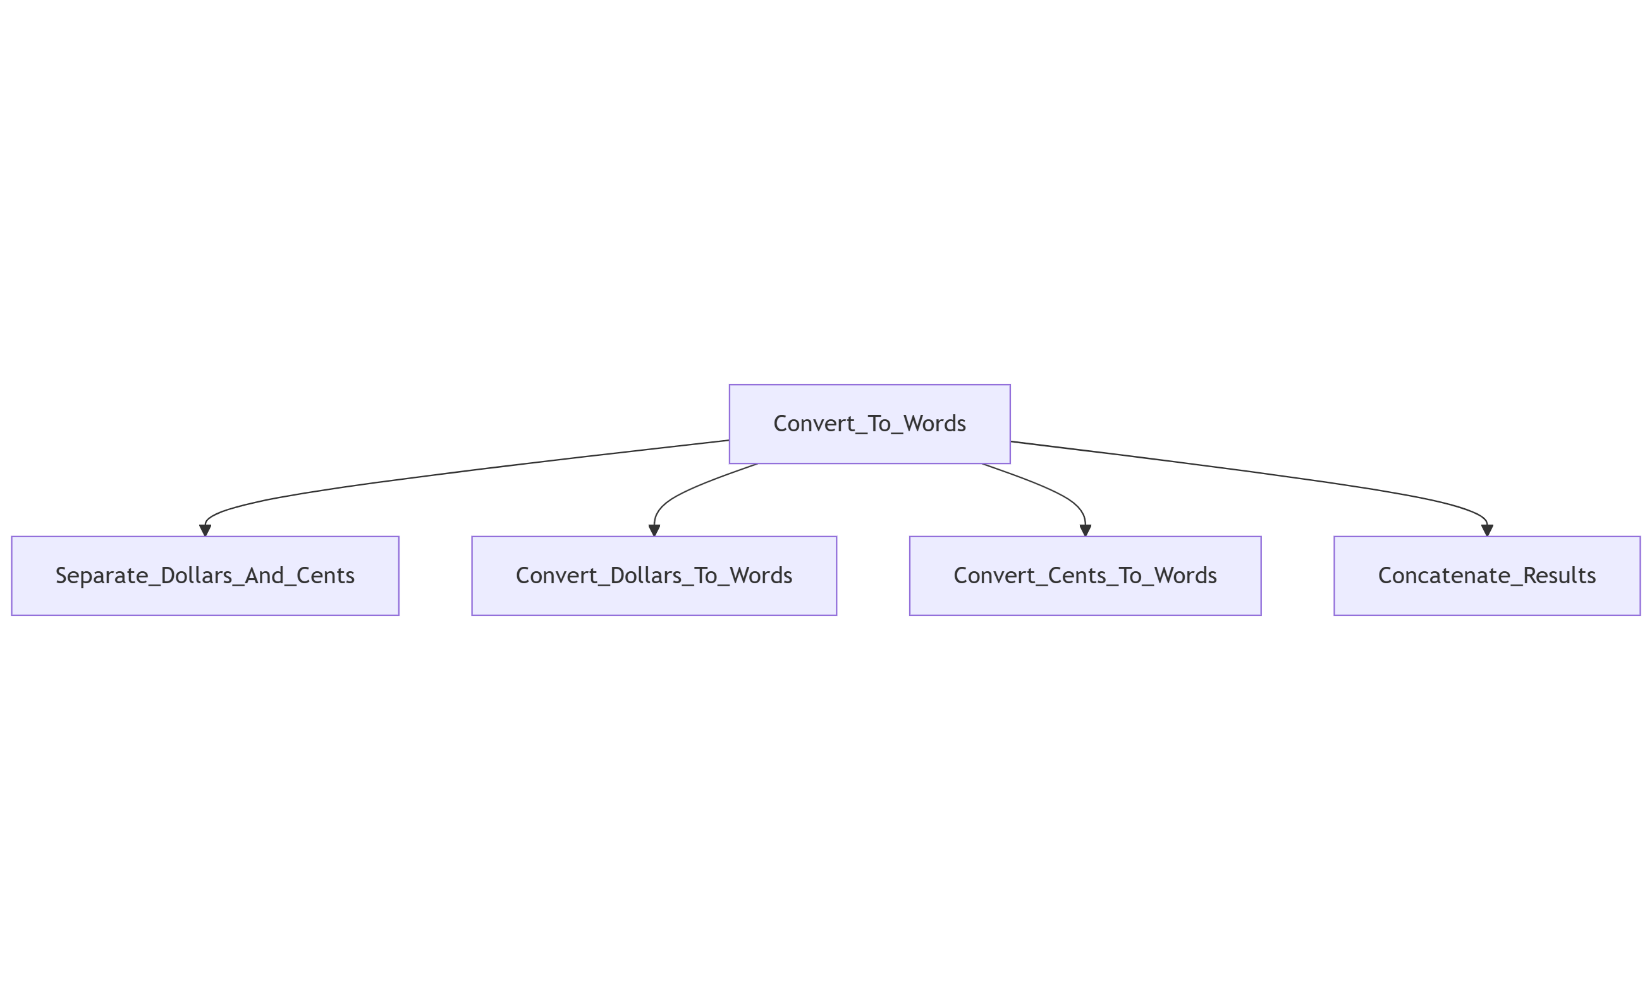 Convert_To_Words
Separate_Dollars_And_Cents
Convert_Dollars_To_Words
Convert_Cents_To_Words
Concatenate_Results